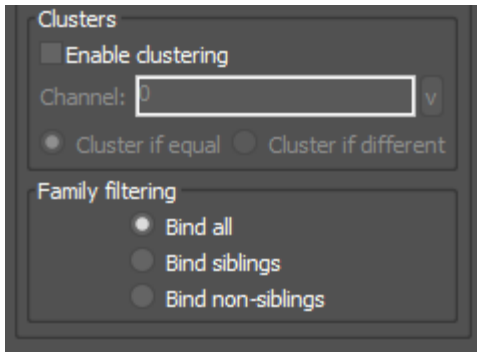 Clusters
Enable clustering
Channel: 0 v
Cluster if equal Cluster if different
Family filtering
Bind all
Bind siblings
Bind non-siblings